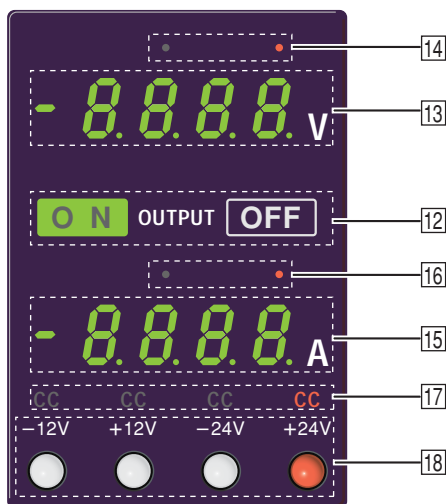 14
-8.8.8.8 V
13
ON OUTPUT OFF
12
16
-8.8.8.8 A
15
CC CC CC CC
17
−12V +12V −24V +24V
18